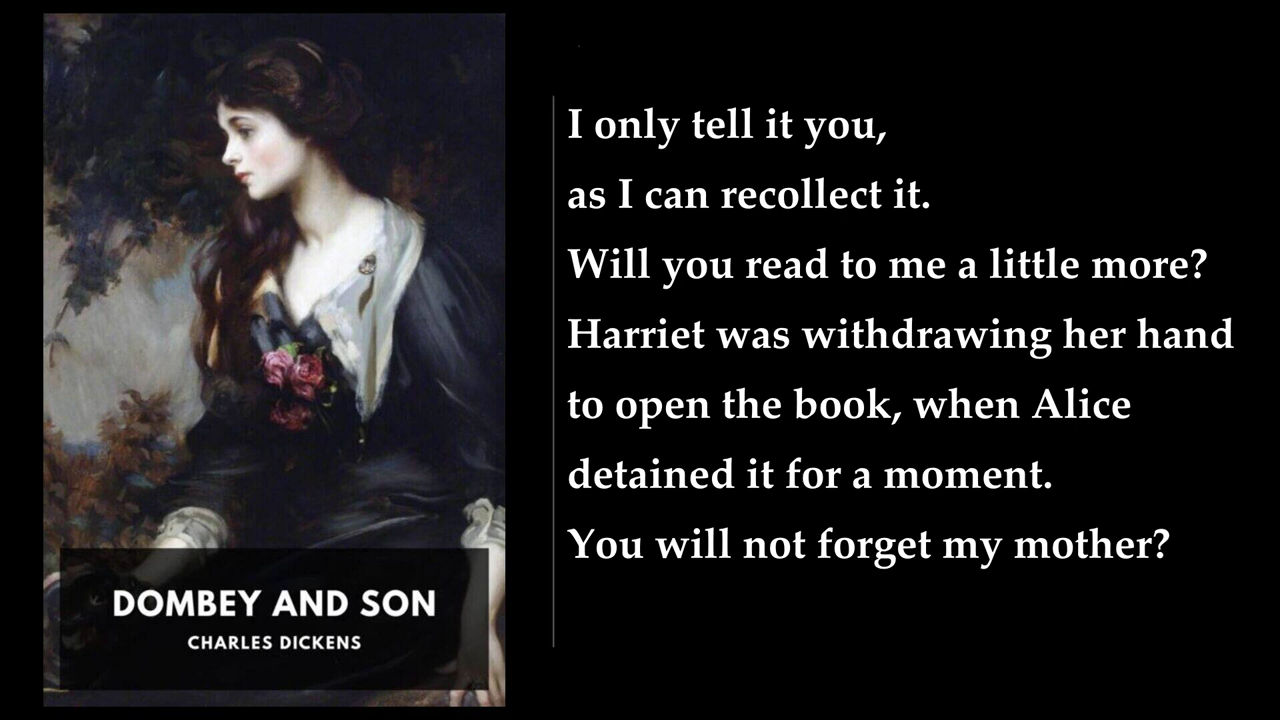 DOMBEY AND SON
CHARLES DICKENS
I only tell it you,
as I can recollect it.
Will you read to me a little more?
Harriet was withdrawing her hand
to open the book, when Alice
detained it for a moment.
You will not forget my mother?